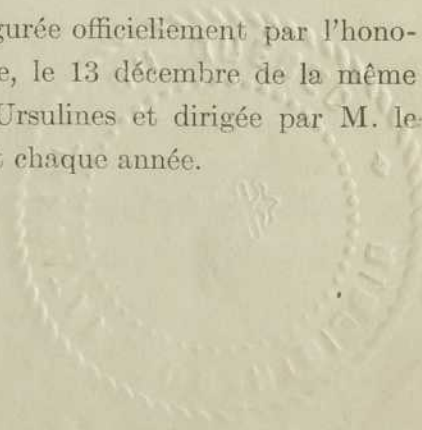 gurée officiellement par l'hono-
e, le 13 décembre de la même
Ursulines et dirigée par M. le
t chaque année.